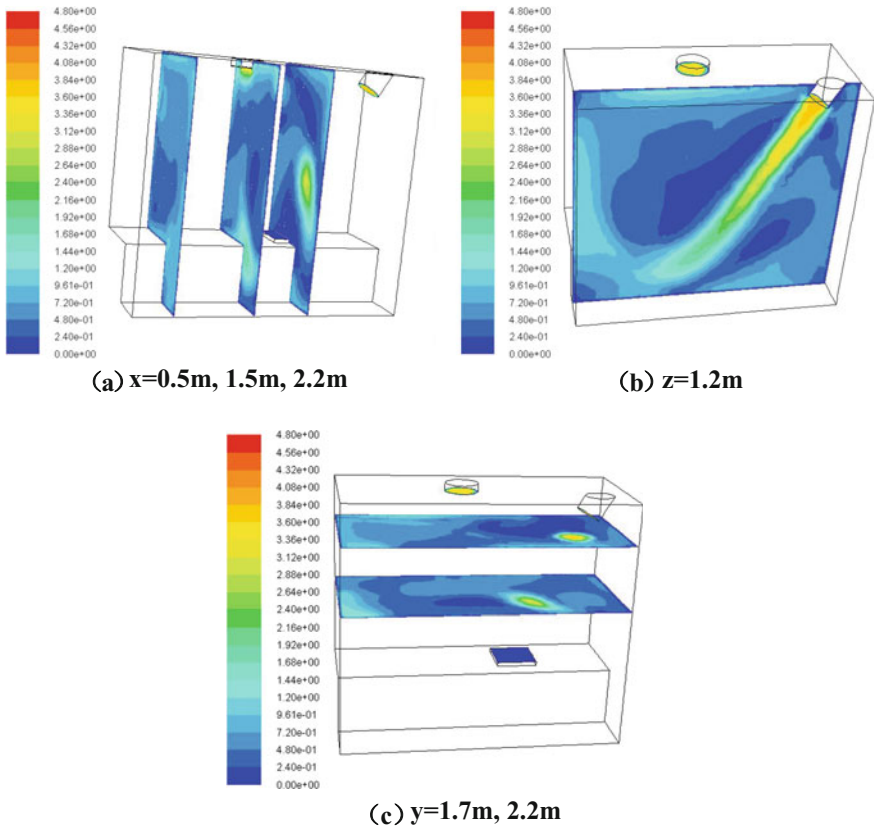 4.80e+00
4.56e+00
4.32e+00
4.08e+00
3.84e+00
3.60e+00
3.36e+00
3.12e+00
2.88e+00
2.64e+00
2.40e+00
2.16e+00
1.92e+00
1.68e+00
1.44e+00
1.20e+00
9.61e-01
7.20e-01
4.80e-01
2.40e-01
0.00e+00
(a) x=0.5m, 1.5m, 2.2m
4.80e+00
4.56e+00
4.32e+00
4.08e+00
3.84e+00
3.60e+00
3.36e+00
3.12e+00
2.88e+00
2.64e+00
2.40e+00
2.16e+00
1.92e+00
1.68e+00
1.44e+00
1.20e+00
9.61e-01
7.20e-01
4.80e-01
2.40e-01
0.00e+00
(b) z=1.2m
4.80e+00
4.56e+00
4.32e+00
4.08e+00
3.84e+00
3.60e+00
3.36e+00
3.12e+00
2.88e+00
2.64e+00
2.40e+00
2.16e+00
1.92e+00
1.68e+00
1.44e+00
1.20e+00
9.61e-01
7.20e-01
4.80e-01
2.40e-01
0.00e+00
(c) y=1.7m, 2.2m